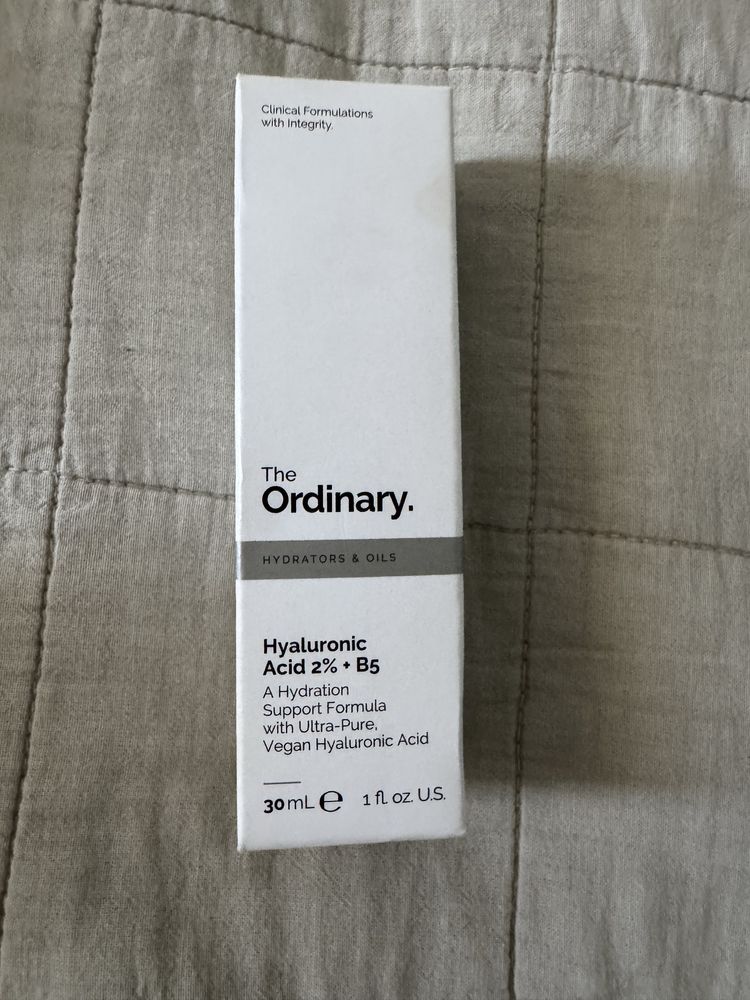 Clinical Formulations
with Integrity.
The
Ordinary.
HYDRATORS & OILS
Hyaluronic
Acid 2% + B5
A Hydration
Support Formula
with Ultra-Pure,
Vegan Hyaluronic Acid
30 mL ℮ 1 fl. oz. U.S.